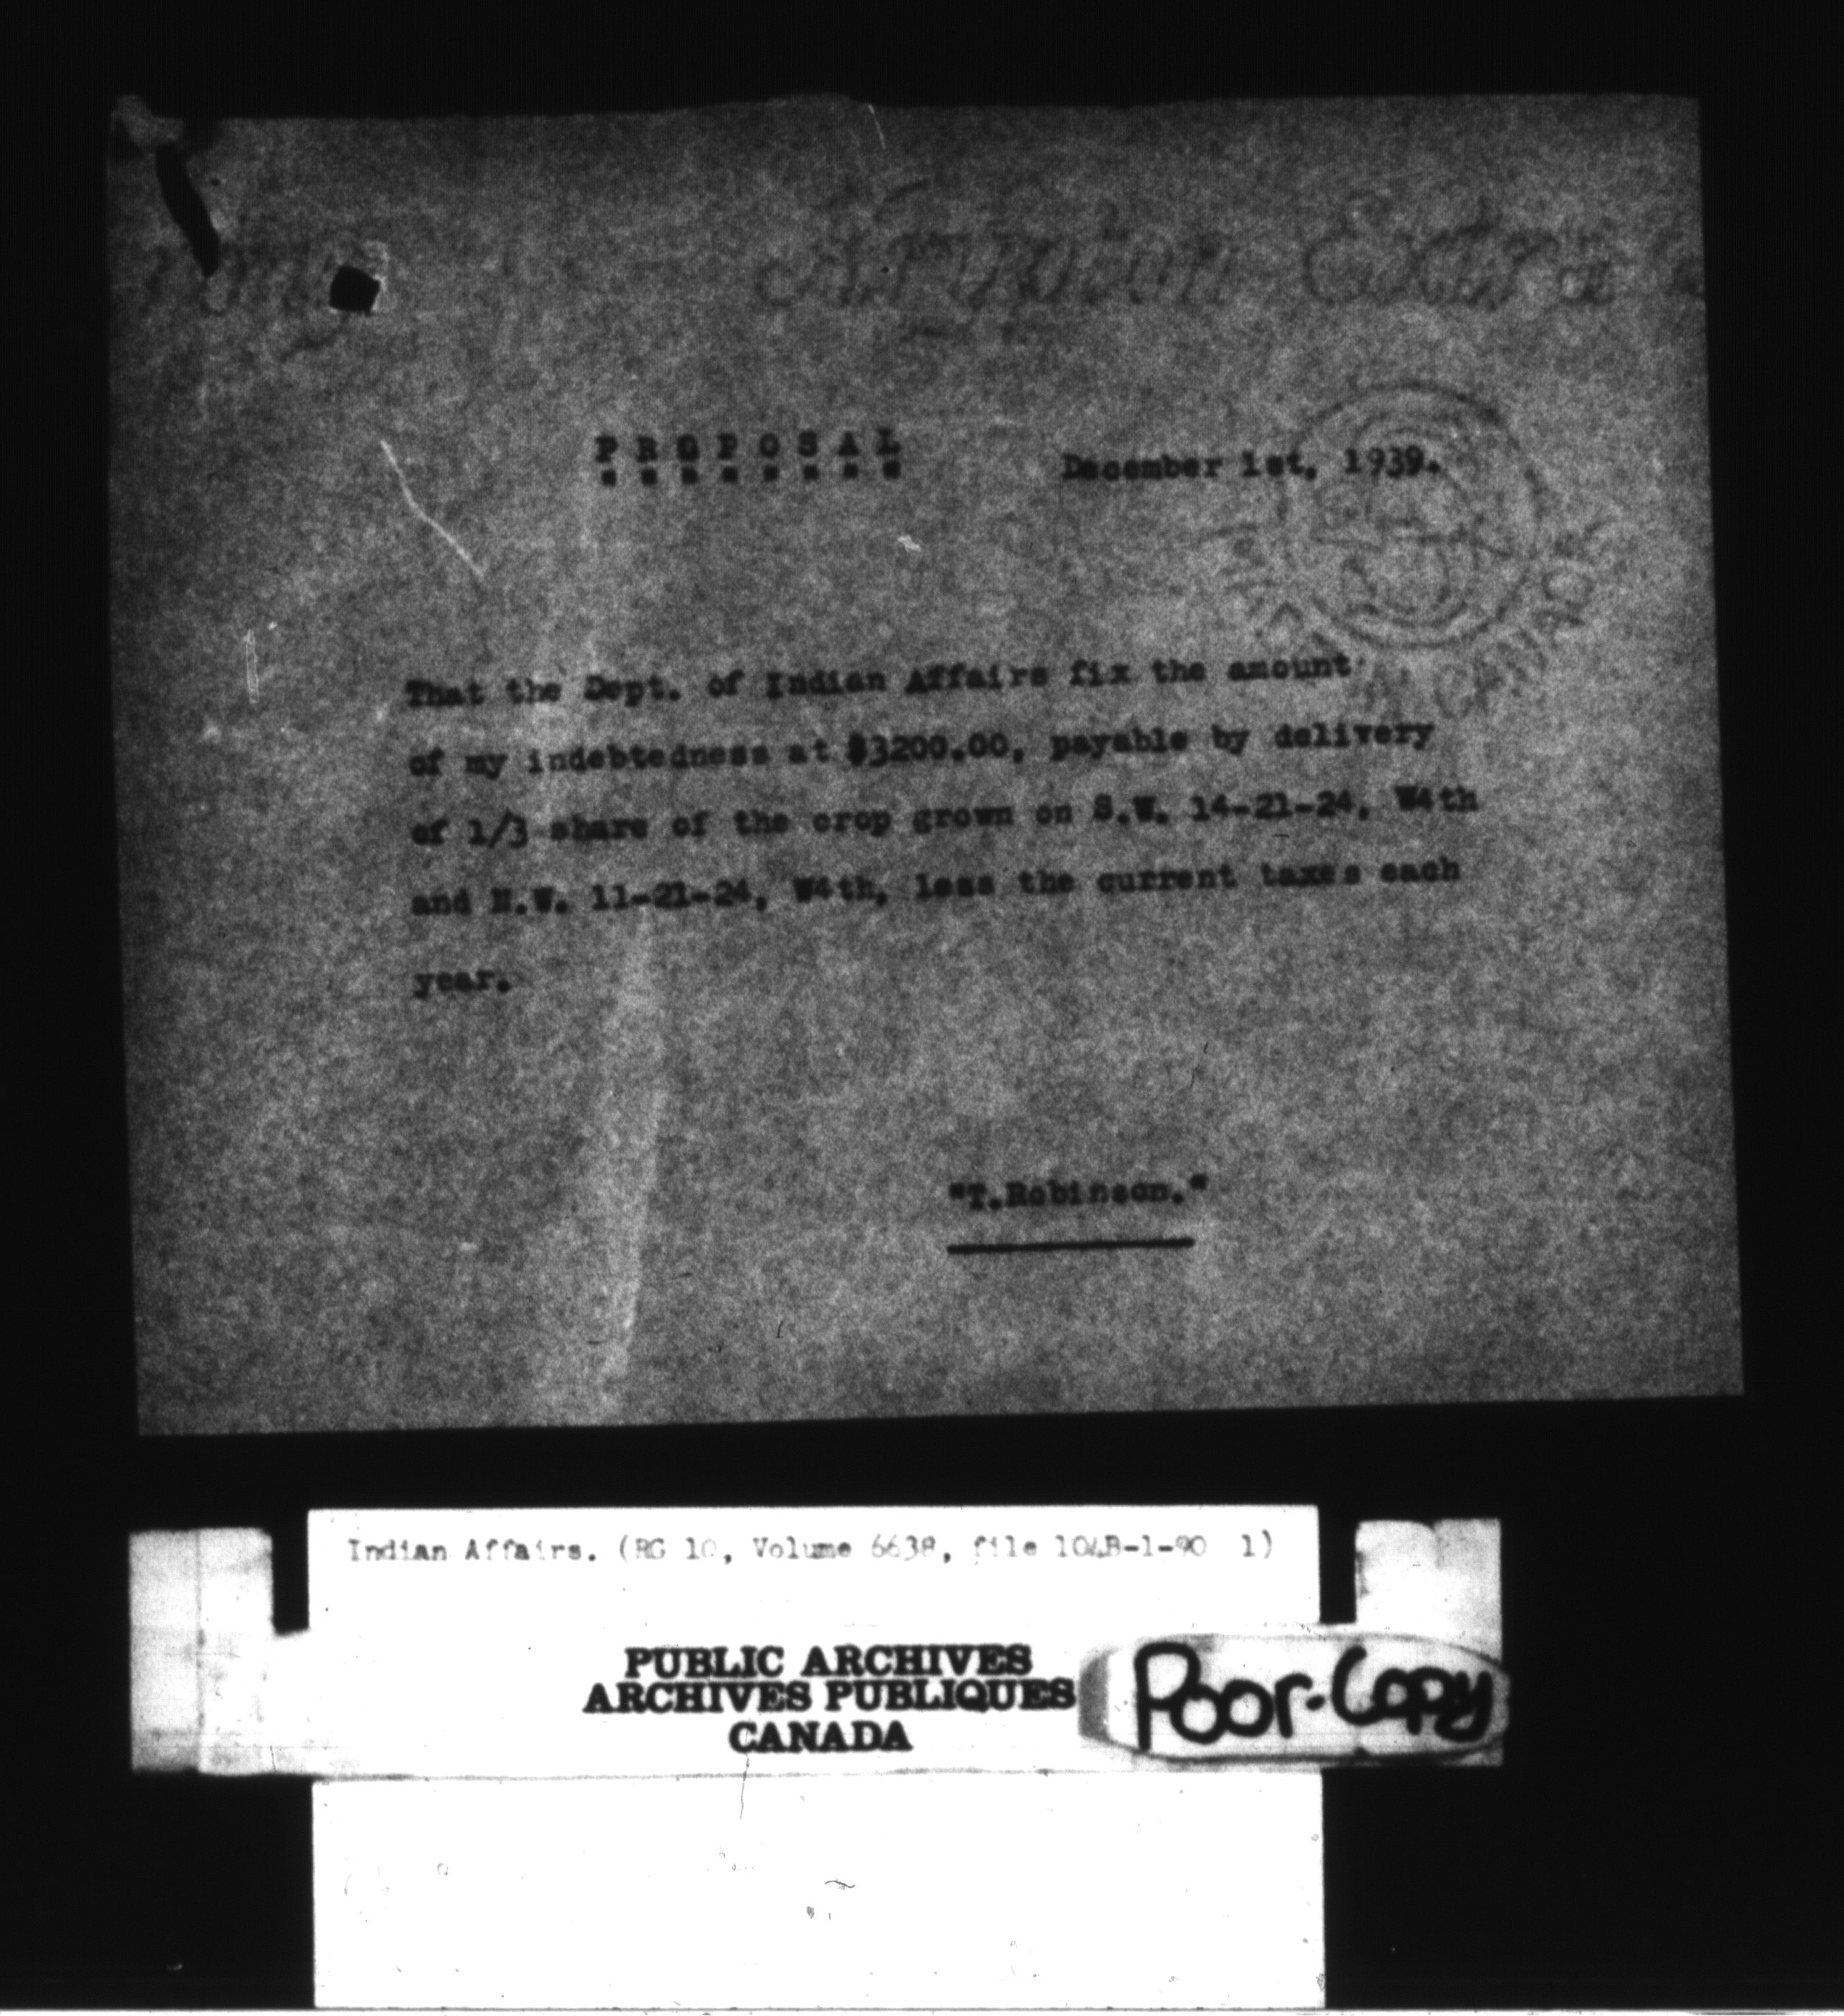 P R O P O S A L
December 1st, 1939.
That the Dept. of Indian Affairs fix the amount
of my indebtedness at $3200.00, payable by delivery
of 1/3 share of the crop grown on S.W. 14-21-24, W4th
and N.W. 11-21-24, W4th, less the current taxes each
year.
"T.Robinson."
Indian Affairs. (RG 10, Volume 6638, file 104B-1-90 1)
PUBLIC ARCHIVES
ARCHIVES PUBLIQUES
CANADA
Poor-Copy